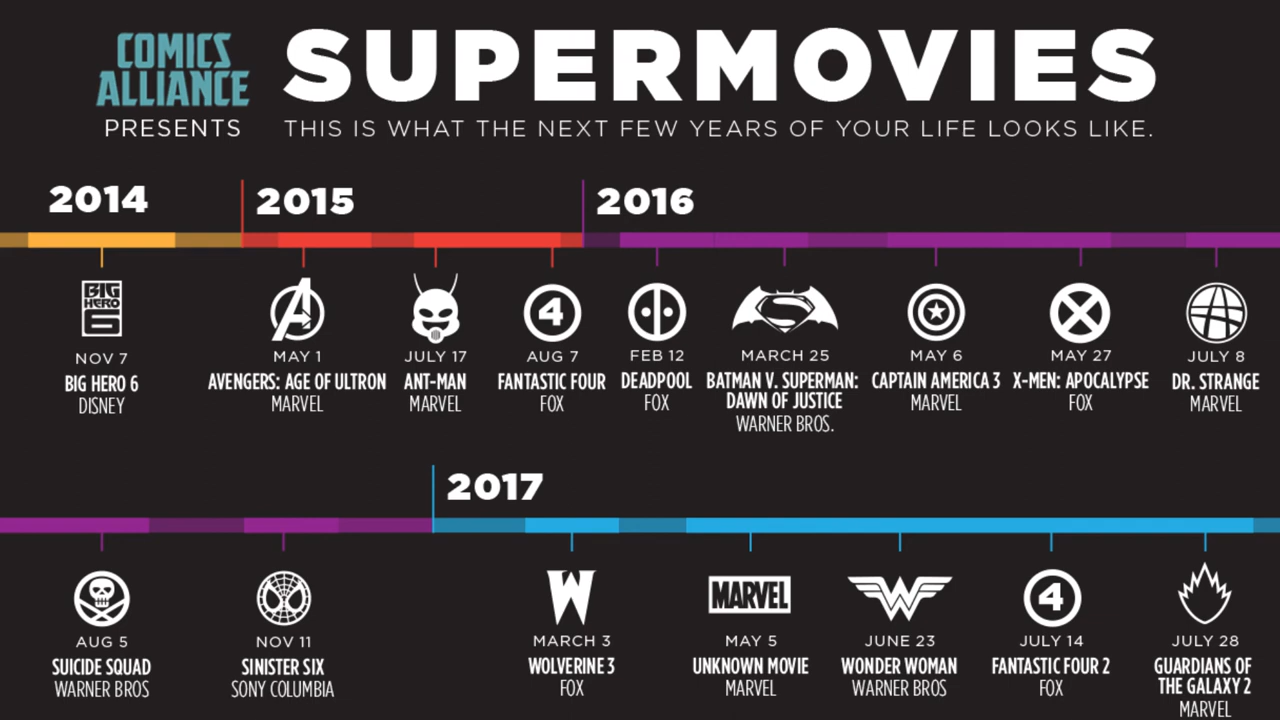 COMICS
ALLIANCE
PRESENTS
SUPERMOVIES
THIS IS WHAT THE NEXT FEW YEARS OF YOUR LIFE LOOKS LIKE.
2014
2015
2016
BIG
HERO
6
NOV 7
BIG HERO 6
DISNEY
A
MAY 1
AVENGERS: AGE OF ULTRON
MARVEL
JULY 17
ANT-MAN
MARVEL
4
AUG 7
FANTASTIC FOUR
FOX
FEB 12
DEADPOOL
FOX
S
MARCH 25
BATMAN V. SUPERMAN:
DAWN OF JUSTICE
WARNER BROS.
MAY 6
CAPTAIN AMERICA 3
MARVEL
X
MAY 27
X-MEN: APOCALYPSE
FOX
JULY 8
DR. STRANGE
MARVEL
2017
AUG 5
SUICIDE SQUAD
WARNER BROS
NOV 11
SINISTER SIX
SONY COLUMBIA
W
MARCH 3
WOLVERINE 3
FOX
MARVEL
MAY 5
UNKNOWN MOVIE
MARVEL
W
JUNE 23
WONDER WOMAN
WARNER BROS
4
JULY 14
FANTASTIC FOUR 2
FOX
JULY 28
GUARDIANS OF
THE GALAXY 2
MARVEL